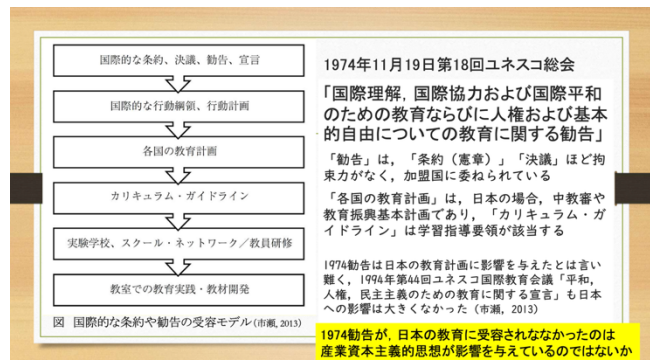 国際的な条約、決議、勧告、宣言
国際的な行動綱領、行動計画
各国の教育計画
カリキュラム・ガイドライン
実験学校、スクール・ネットワーク／教員研修
教室での教育実践・教材開発
図 国際的な条約や勧告の受容モデル(市瀬, 2013)
1974年11月19日第18回ユネスコ総会
「国際理解，国際協力および国際平和
のための教育ならびに人権および基本
的自由についての教育に関する勧告」
「勧告」は，「条約（憲章）」「決議」ほど拘
束力がなく，加盟国に委ねられている
「各国の教育計画」は，日本の場合，中教審や
教育振興基本計画であり，「カリキュラム・ガ
イドライン」は学習指導要領が該当する
1974勧告は日本の教育計画に影響を与えたとは言い
難く，1994年第44回ユネスコ国際教育会議「平和，
人権，民主主義のための教育に関する宣言」も日本
への影響は大きくなかった（市瀬，2013）
1974勧告が，日本の教育に受容されななかったのは
産業資本主義的思想が影響を与えているのではないか